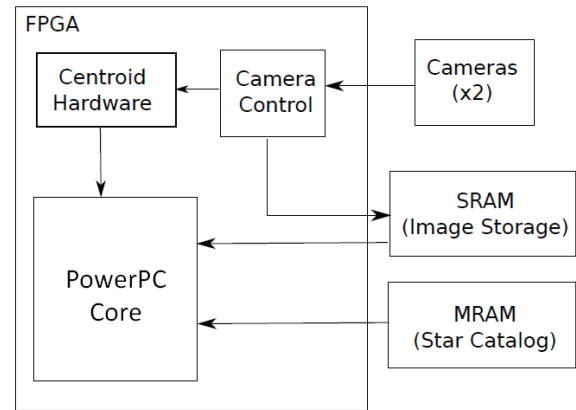 FPGA
Centroid
Hardware
Camera
Control
Cameras
(x2)
SRAM
(Image Storage)
PowerPC
Core
MRAM
(Star Catalog)